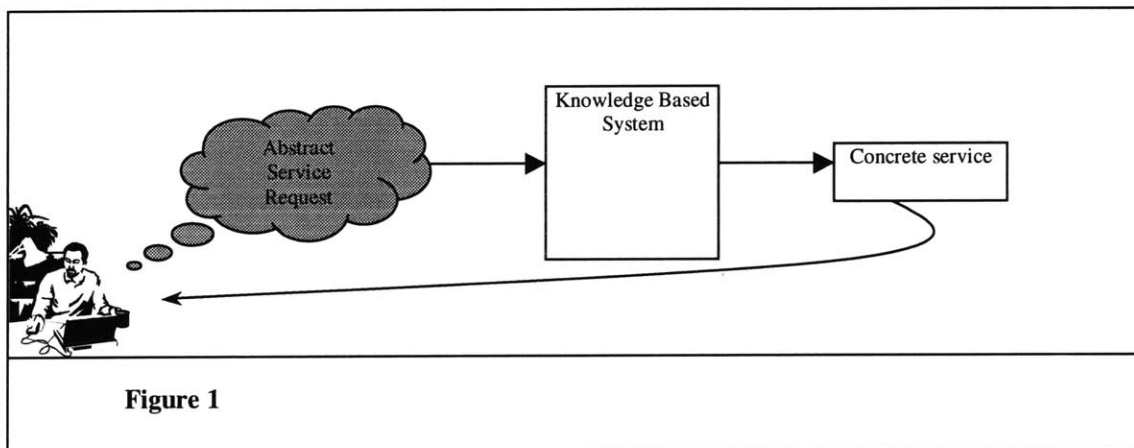 Abstract
Service
Request
Knowledge Based
System
Concrete service
Figure 1